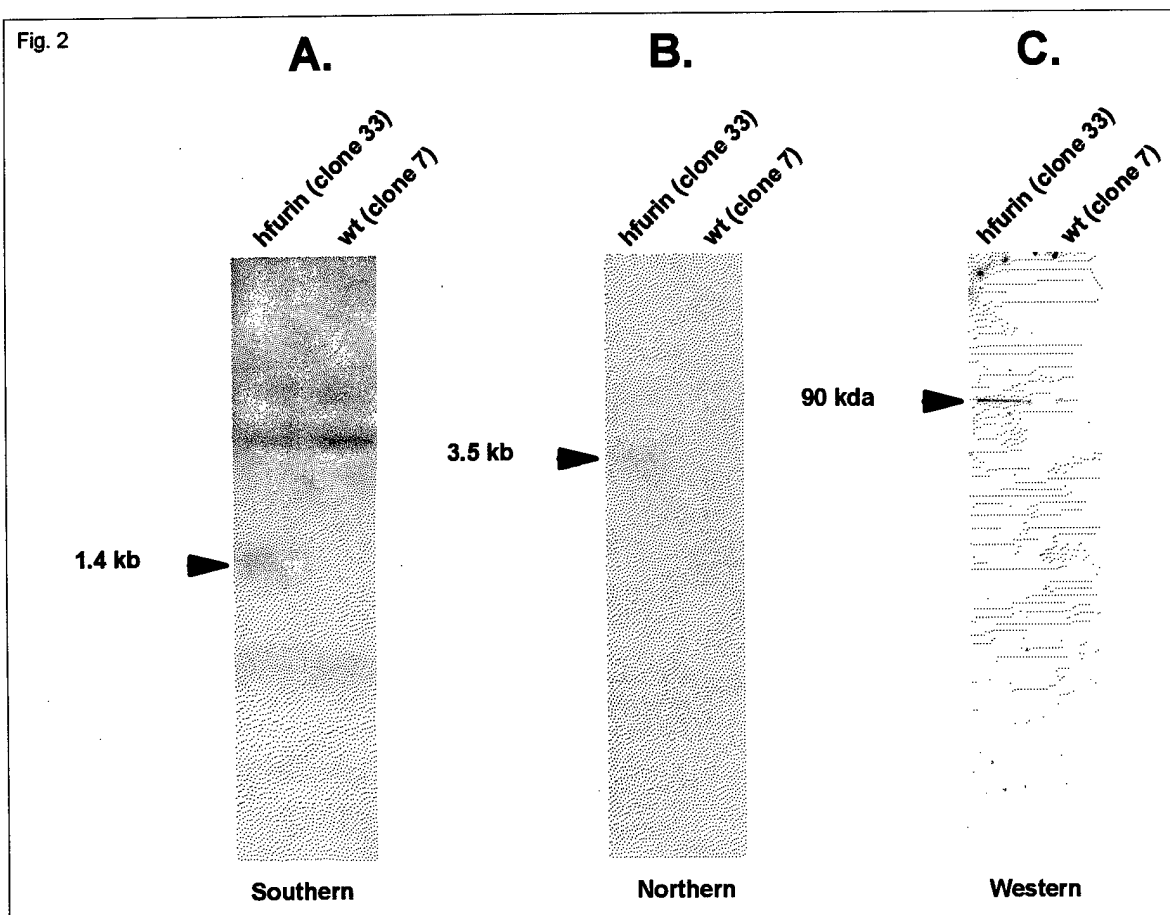 Fig. 2
A.
B.
C.
hfurin (clone 33)
wt (clone 7)
hfurin (clone 33)
wt (clone 7)
hfurin (clone 33)
wt (clone 7)
90 kda
3.5 kb
1.4 kb
Southern
Northern
Western